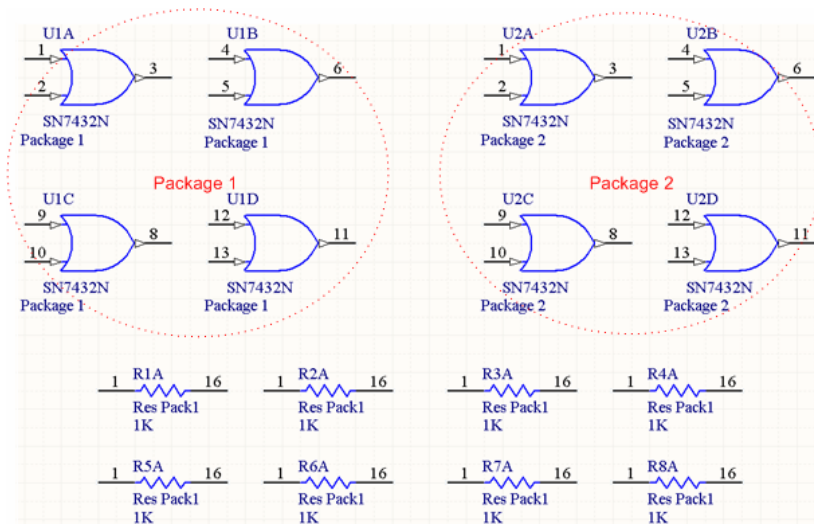 U1A
1
2
3
SN7432N
Package 1
U1B
4
5
6
SN7432N
Package 1
U2A
1
2
3
SN7432N
Package 2
U2B
4
5
6
SN7432N
Package 2
Package 1
Package 2
U1C
9
10
8
SN7432N
Package 1
U1D
12
13
11
SN7432N
Package 1
U2C
9
10
8
SN7432N
Package 2
U2D
12
13
11
SN7432N
Package 2
R1A
1 16
Res Pack1
1K
R2A
1 16
Res Pack1
1K
R3A
1 16
Res Pack1
1K
R4A
1 16
Res Pack1
1K
R5A
1 16
Res Pack1
1K
R6A
1 16
Res Pack1
1K
R7A
1 16
Res Pack1
1K
R8A
1 16
Res Pack1
1K